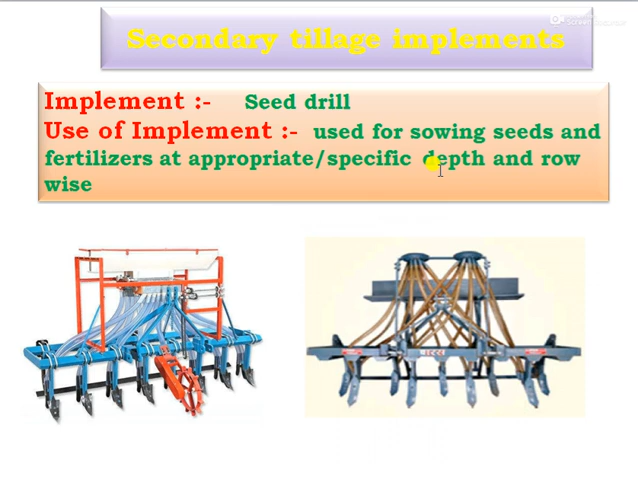 Secondary tillage implements
Implement :- Seed drill
Use of Implement :- used for sowing seeds and
fertilizers at appropriate/specific depth and row
wise